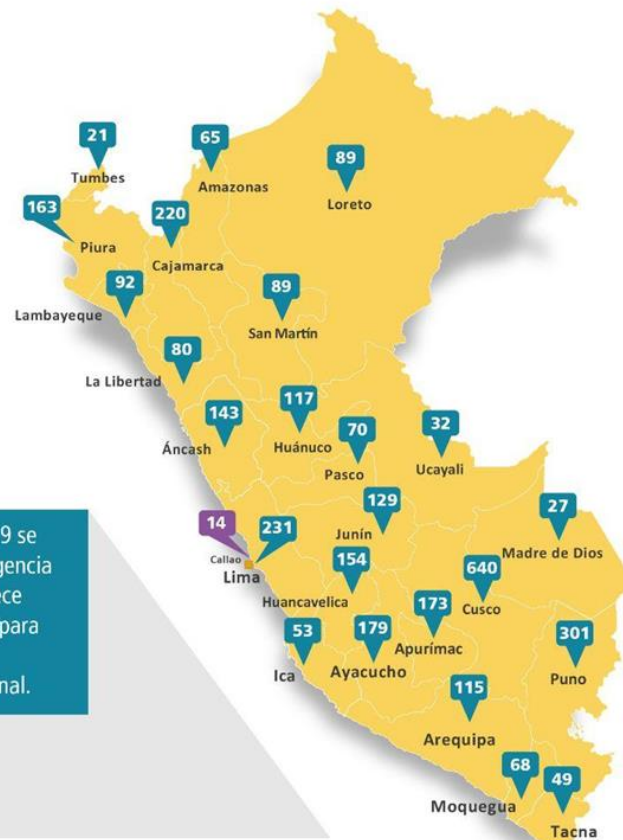 21
Tumbes
65
Amazonas
89
Loreto
163
Piura
220
Cajamarca
92
Lambayeque
89
San Martín
80
La Libertad
143
Áncash
117
Huánuco
70
Pasco
32
Ucayali
14
Callao
231
Lima
129
Junín
27
Madre de Dios
154
Huancavelica
640
Cusco
173
Apurímac
53
Ica
179
Ayacucho
301
Puno
115
Arequipa
68
Moquegua
49
Tacna
9 se
para